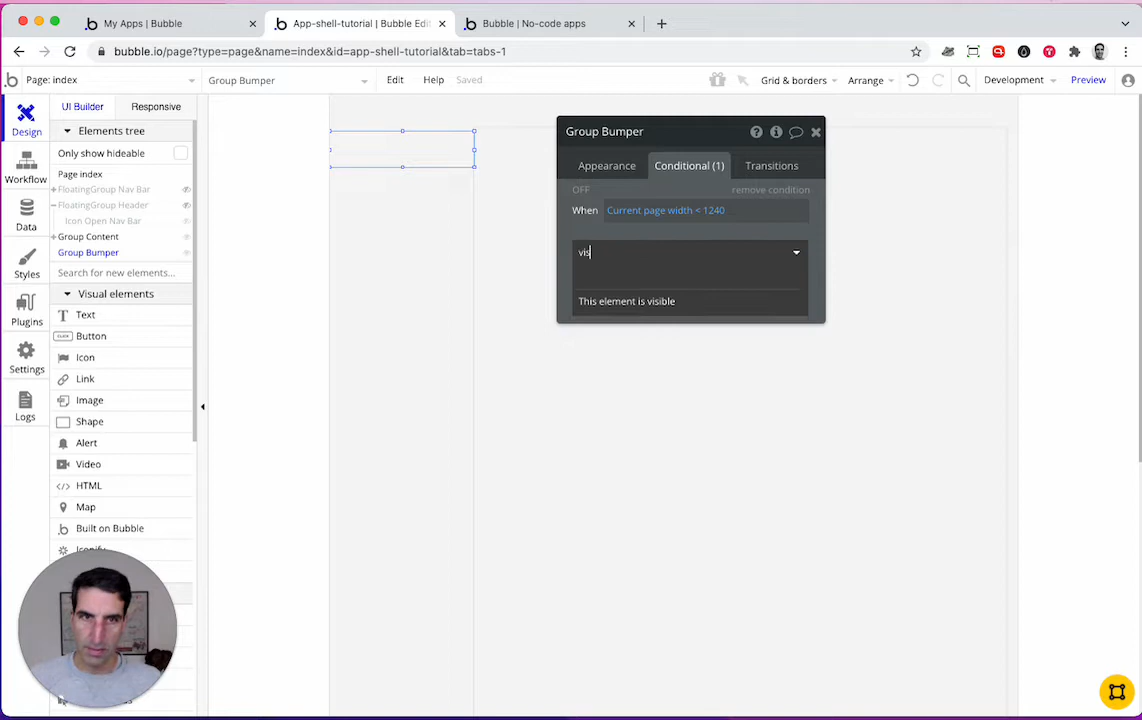 My Apps | Bubble
App-shell-tutorial | Bubble Edit
Bubble | No-code apps
bubble.io/page?type=page&name=index&id=app-shell-tutorial&tab=tabs-1
Page: index
Group Bumper
Edit
Help
Saved
Grid & borders
Arrange
Development
Preview
Design
Workflow
Data
Styles
Plugins
Settings
Logs
UI Builder
Responsive
Elements tree
Only show hideable
Page index
FloatingGroup Nav Bar
FloatingGroup Header
Icon Open Nav Bar
Group Content
Group Bumper
Search for new elements...
Visual elements
Text
Button
CLICK
Icon
Link
Image
Shape
Alert
Video
HTML
Map
Built on Bubble
Iconify
Group Bumper
Appearance
Conditional (1)
Transitions
OFF
remove condition
When
Current page width < 1240
vis
This element is visible